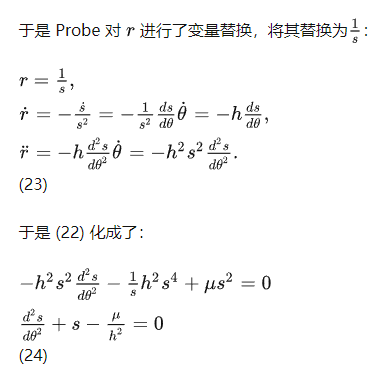 于是 Probe 对 r 进行了变量替换，将其替换为 \frac{1}{s}：
r = \frac{1}{s},
\dot{r} = -\frac{\dot{s}}{s^2} = -\frac{1}{s^2}\frac{ds}{d\theta}\dot{\theta} = -h\frac{ds}{d\theta},
\ddot{r} = -h\frac{d^2s}{d\theta^2}\dot{\theta} = -h^2s^2\frac{d^2s}{d\theta^2}.
(23)
于是 (22) 化成了：
-h^2s^2\frac{d^2s}{d\theta^2} - \frac{1}{s}h^2s^4 + \mu s^2 = 0
\frac{d^2s}{d\theta^2} + s - \frac{\mu}{h^2} = 0
(24)